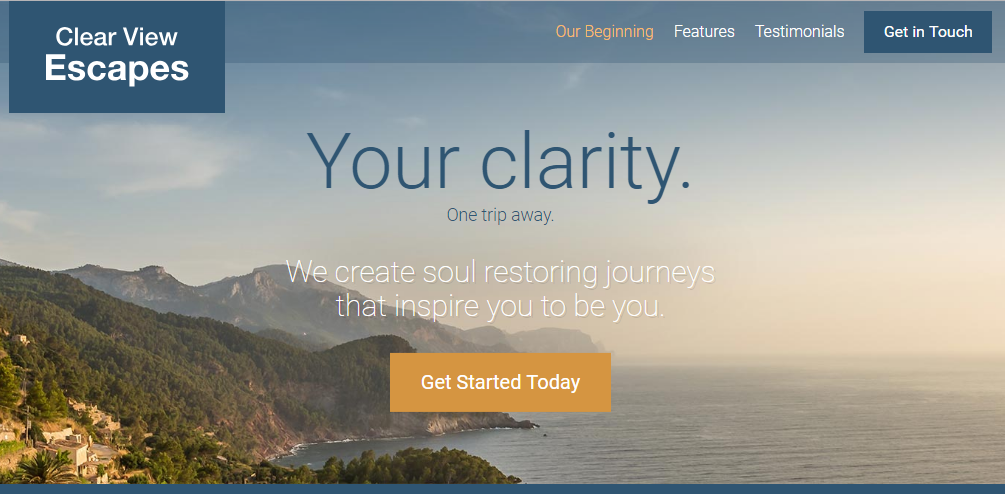 Clear View
Escapes
Our Beginning
Features
Testimonials
Get in Touch
Your clarity.
One trip away.
We create soul restoring journeys
that inspire you to be you.
Get Started Today